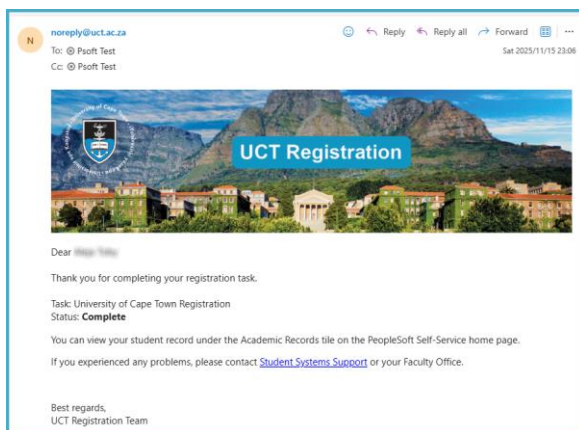 N
noreply@uct.ac.za
Reply
Reply all
Forward
To: Psoft Test
Cc: Psoft Test
Sat 2025/11/15 23:06
UCT Registration
Dear
Thank you for completing your registration task.
Task: University of Cape Town Registration
Status: Complete
You can view your student record under the Academic Records tile on the PeopleSoft Self-Service home page.
If you experienced any problems, please contact Student Systems Support or your Faculty Office.
Best regards,
UCT Registration Team